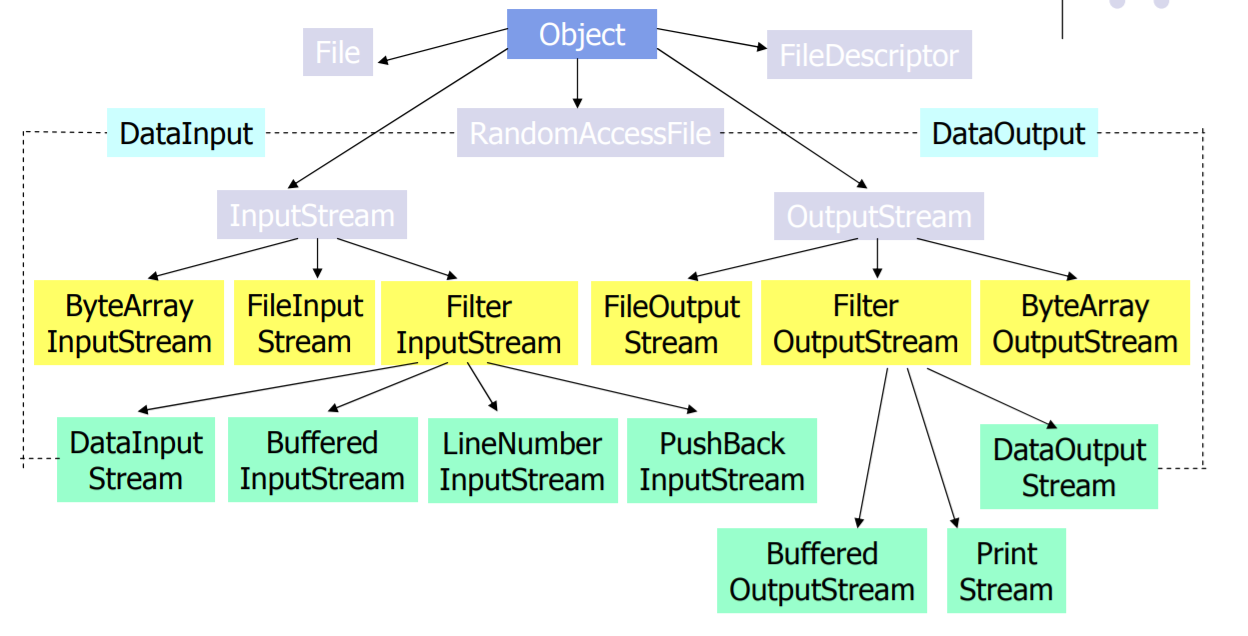 Object
File
FileDescriptor
DataInput
RandomAccessFile
DataOutput
InputStream
OutputStream
ByteArray
InputStream
FileInput
Stream
Filter
InputStream
FileOutput
Stream
Filter
OutputStream
ByteArray
OutputStream
DataInput
Stream
Buffered
InputStream
LineNumber
InputStream
PushBack
InputStream
DataOutput
Stream
Buffered
OutputStream
Print
Stream